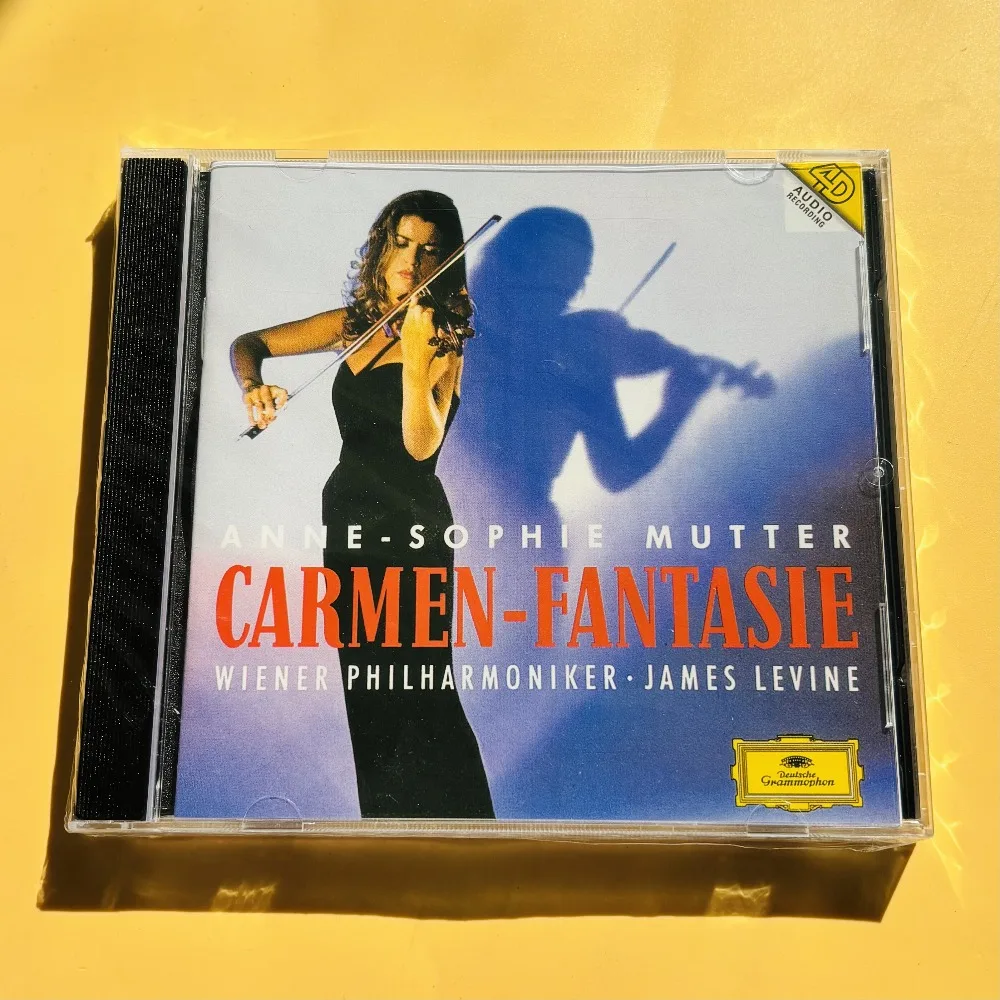 4D
AUDIO
RECORDING
ANNE-SOPHIE MUTTER
CARMEN-FANTASIE
WIENER PHILHARMONIKER · JAMES LEVINE
Deutsche
Grammophon